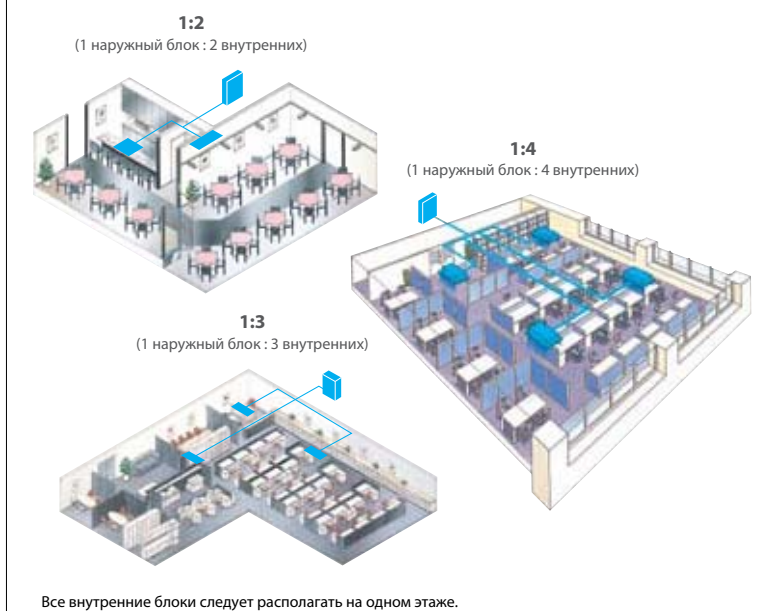 1:2
(1 наружный блок : 2 внутренних)
1:4
(1 наружный блок : 4 внутренних)
1:3
(1 наружный блок : 3 внутренних)
Все внутренние блоки следует располагать на одном этаже.